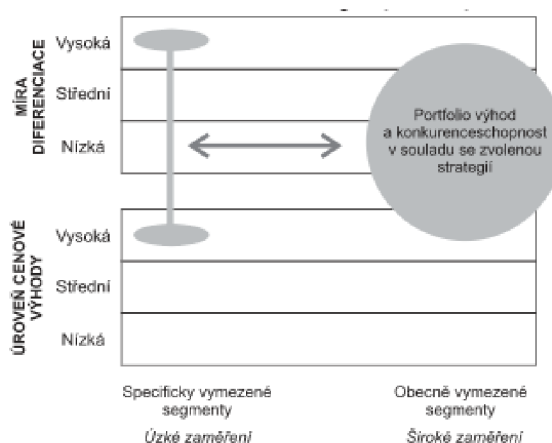 MÍRA
DIFERENCIACE
Vysoká
Střední
Nízká
Portfolio výhod
a konkurenceschopnost
v souladu se zvolenou
strategií
ÚROVEŇ CENOVÉ
VÝHODY
Vysoká
Střední
Nízká
Specificky vymezené
segmenty
Úzké zaměření
Obecně vymezené
segmenty
Široké zaměření